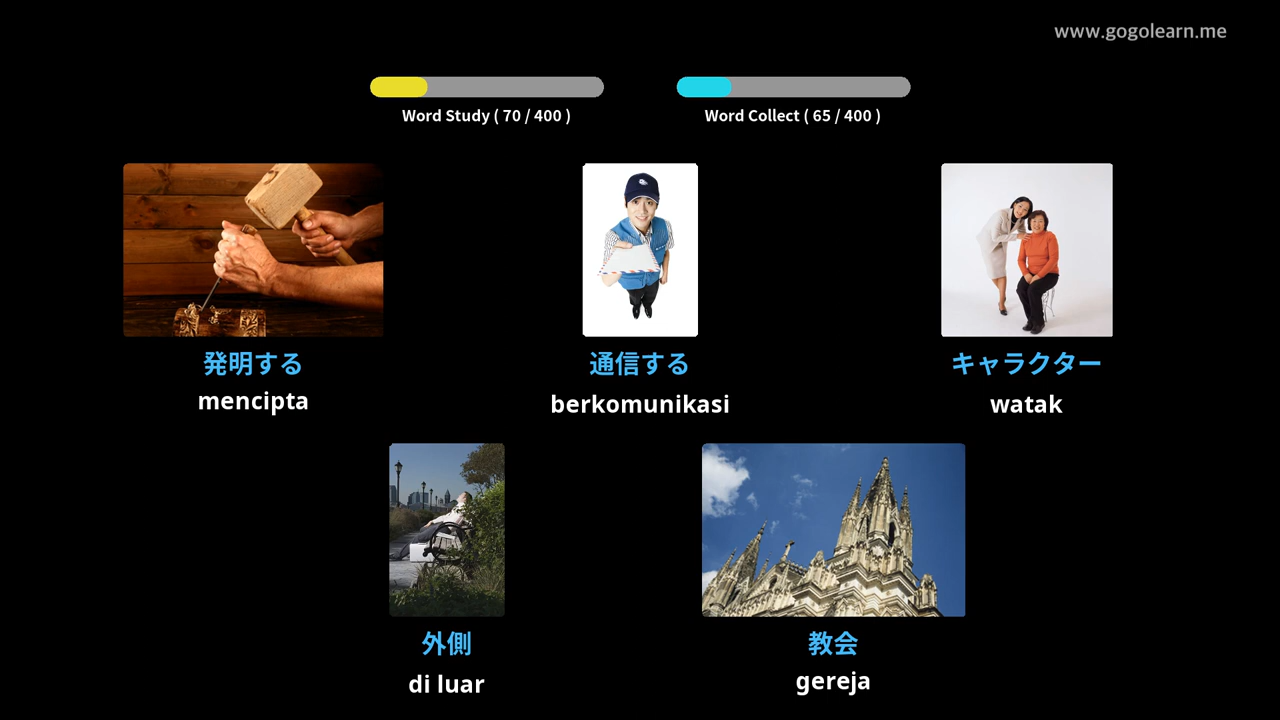 www.gogolearn.me
Word Study ( 70 / 400 )
Word Collect ( 65 / 400 )
発明する
mencipta
通信する
berkomunikasi
キャラクター
watak
外側
di luar
教会
gereja